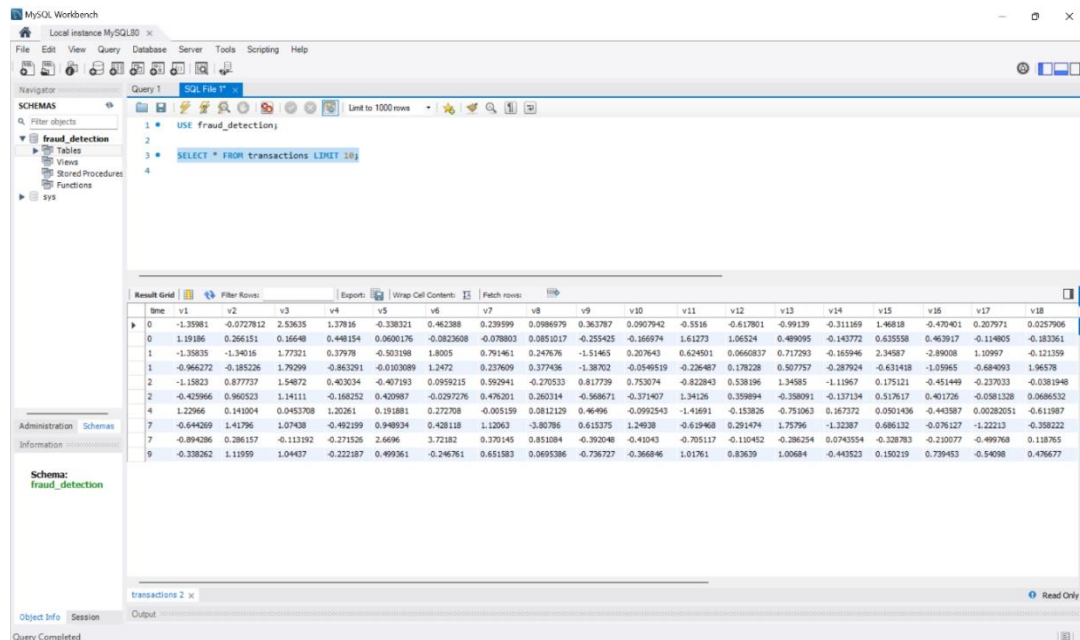 MySQL Workbench
Local instance MySQL80
File Edit View Query Database Server Tools Scripting Help
Navigator
Query 1
SQL File 1*
SCHEMAS
Limit to 1000 rows
Filter objects
fraud_detection
Tables
Views
Stored Procedures
Functions
sys
1 USE fraud_detection;
2
3 SELECT * FROM transactions LIMIT 10;
4
Result Grid Filter Rows: Export: Wrap Cell Content: Fetch rows:
time v1 v2 v3 v4 v5 v6 v7 v8 v9 v10 v11 v12 v13 v14 v15 v16 v17 v18
0 -1.35981 -0.0727812 2.53635 1.37816 -0.338321 0.462388 0.239599 0.0986979 0.363787 0.0907942 -0.5516 -0.617801 -0.99139 -0.311169 1.46818 -0.470401 0.207971 0.0257906
0 1.19186 0.266151 0.16648 0.448154 0.0600176 -0.0823608 -0.078803 0.0851017 -0.255425 -0.166974 1.61273 1.06524 0.489095 -0.143772 0.635558 0.463917 -0.114805 -0.183361
1 -1.35835 -1.34016 1.77321 0.37978 -0.503198 1.8005 0.791461 0.247676 -1.51465 0.207643 0.624501 0.0660837 0.717293 -0.165946 2.34587 -2.89008 1.10997 -0.121359
1 -0.966272 -0.185226 1.79299 -0.863291 -0.0103089 1.2472 0.237609 0.377436 -1.38702 -0.0549519 -0.226487 0.178228 0.507757 -0.287924 -0.631418 -1.05965 -0.684093 1.96578
2 -1.15823 0.877737 1.54872 0.403034 -0.407193 0.0959215 0.592941 -0.270533 0.817739 0.753074 -0.822843 0.538196 1.34585 -1.11967 0.175121 -0.451449 -0.237033 -0.0381948
2 -0.425966 0.960523 1.14111 -0.168252 0.420987 -0.0297276 0.476201 0.260314 -0.568671 -0.371407 1.34126 0.359894 -0.358091 -0.137134 0.517617 0.401726 -0.0581328 0.0686532
4 1.22966 0.141004 0.0453708 1.20261 0.191881 0.272708 -0.005159 0.0812129 0.46496 -0.0992543 -1.41691 -0.153826 -0.751063 0.167372 0.0501436 -0.443587 0.00282051 -0.611987
7 -0.644269 1.41796 1.07438 -0.492199 0.948934 0.428118 1.12063 -3.80786 0.615375 1.24938 -0.619468 0.291474 1.75796 -1.32387 0.686132 -0.076127 -1.22213 -0.358222
7 -0.894286 0.286157 -0.113192 -0.271526 2.6696 3.72182 0.370145 0.851084 -0.392048 -0.41043 -0.705117 -0.110452 -0.286254 0.0743554 -0.328783 -0.210077 -0.499768 0.118765
9 -0.338262 1.11959 1.04437 -0.222187 0.499361 -0.246761 0.651583 0.0695386 -0.736727 -0.366846 1.01761 0.83639 1.00684 -0.443523 0.150219 0.739453 -0.54098 0.476677
Administration Schemas
Information
Schema:
fraud_detection
transactions 2
Read Only
Object Info Session
Output
Query Completed